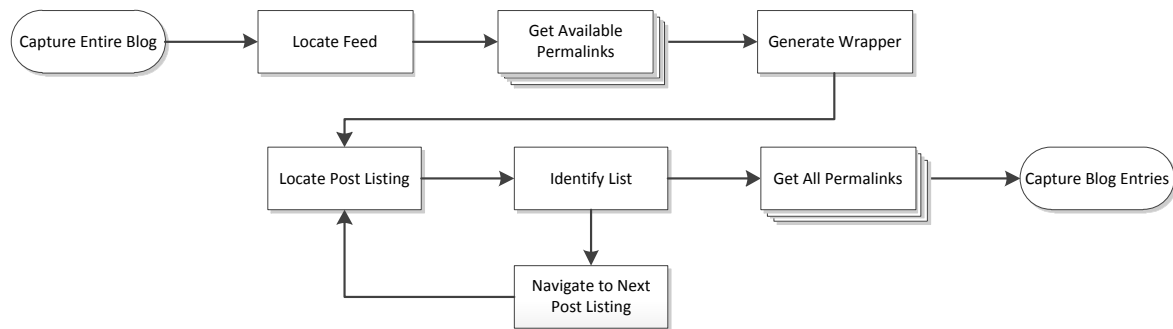 Capture Entire Blog
Locate Feed
Get Available
Permalinks
Generate Wrapper
Locate Post Listing
Identify List
Get All Permalinks
Capture Blog Entries
Navigate to Next
Post Listing